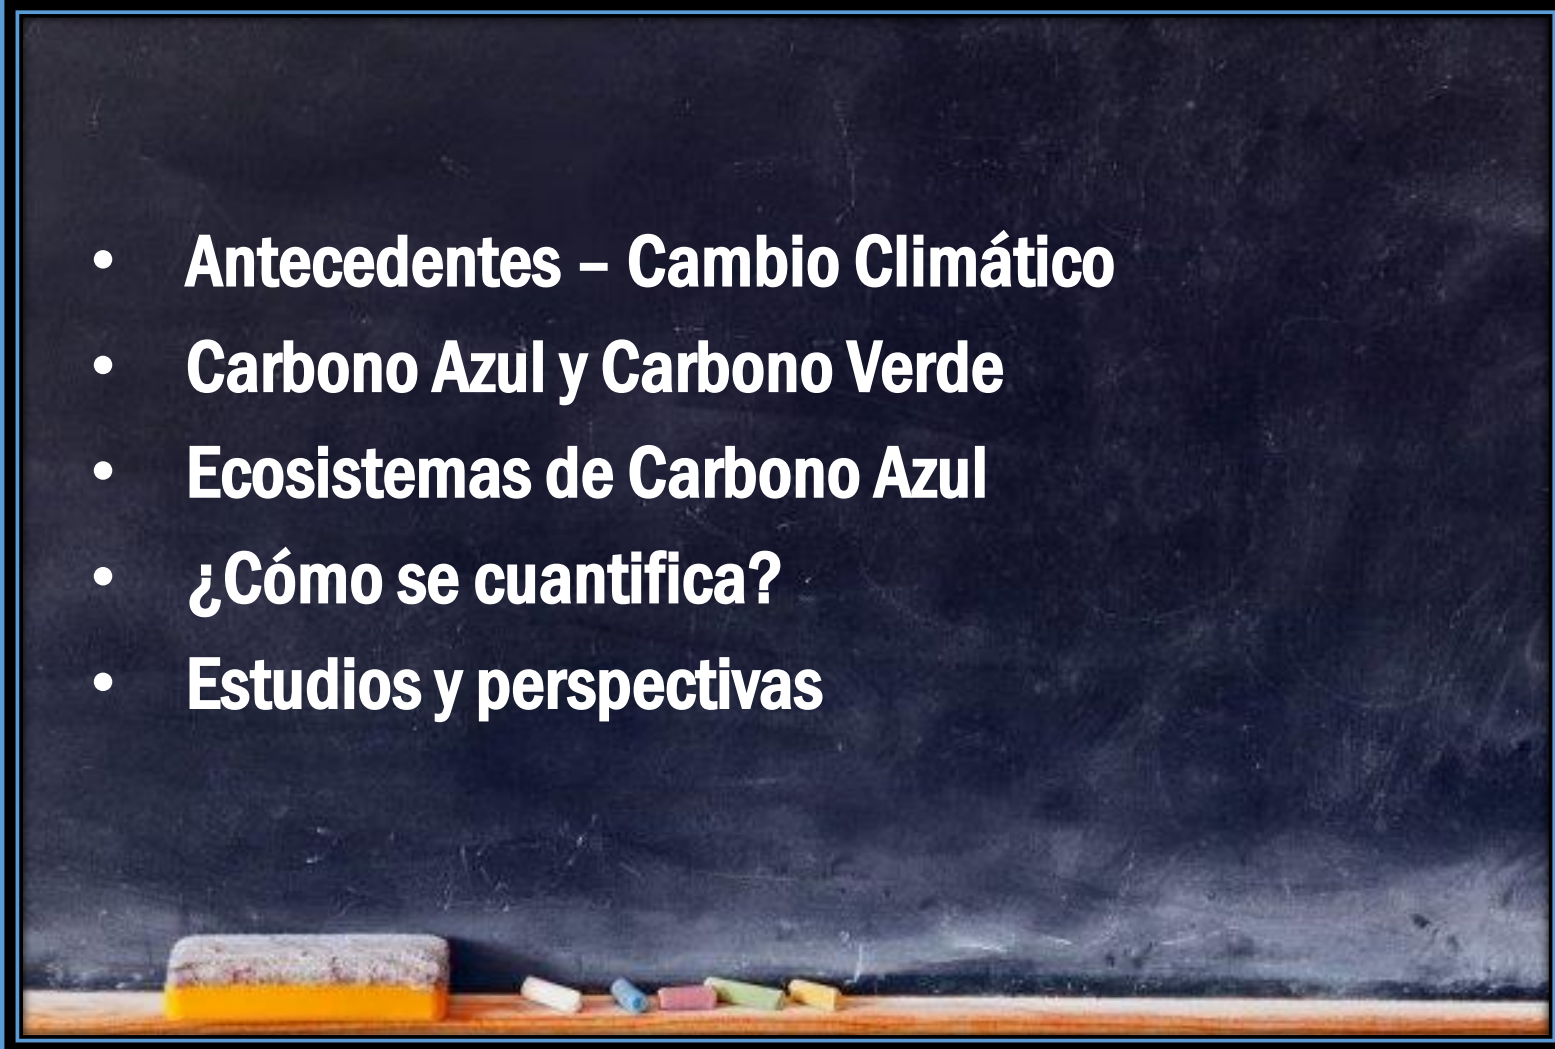 • Antecedentes – Cambio Climático
• Carbono Azul y Carbono Verde
• Ecosistemas de Carbono Azul
• ¿Cómo se cuantifica?
• Estudios y perspectivas